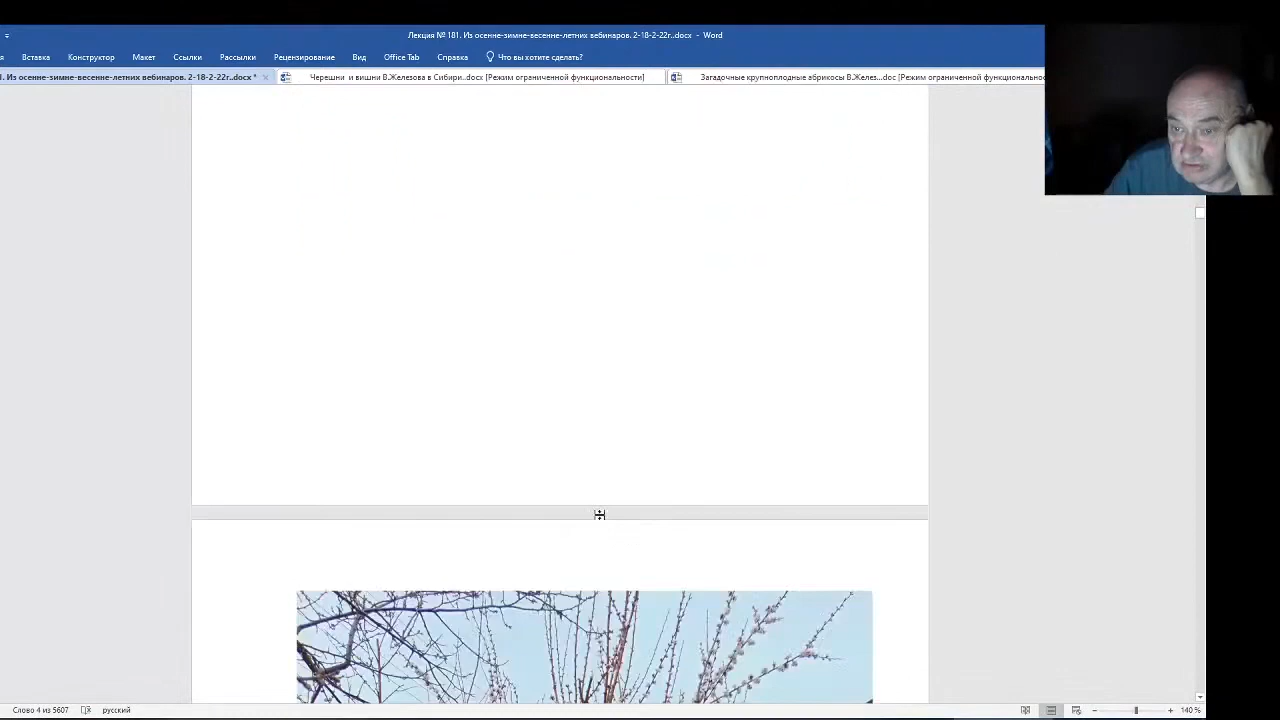 Лекция № 181. Из осенне-зимне-весенне-летних вебинаров. 2-18-2-22г..docx - Word
Вставка Конструктор Макет Ссылки Рассылки Рецензирование Вид Office Tab Справка Что вы хотите сделать?
. Из осенне-зимне-весенне-летних вебинаров. 2-18-2-22г..docx * Черешни и вишни В.Железова в Сибири..docx [Режим ограниченной функциональности] Загадочные крупноплодные абрикосы В.Желез...doc [Режим ограниченной функциональнос
Слово 4 из 5607 русский 140 %